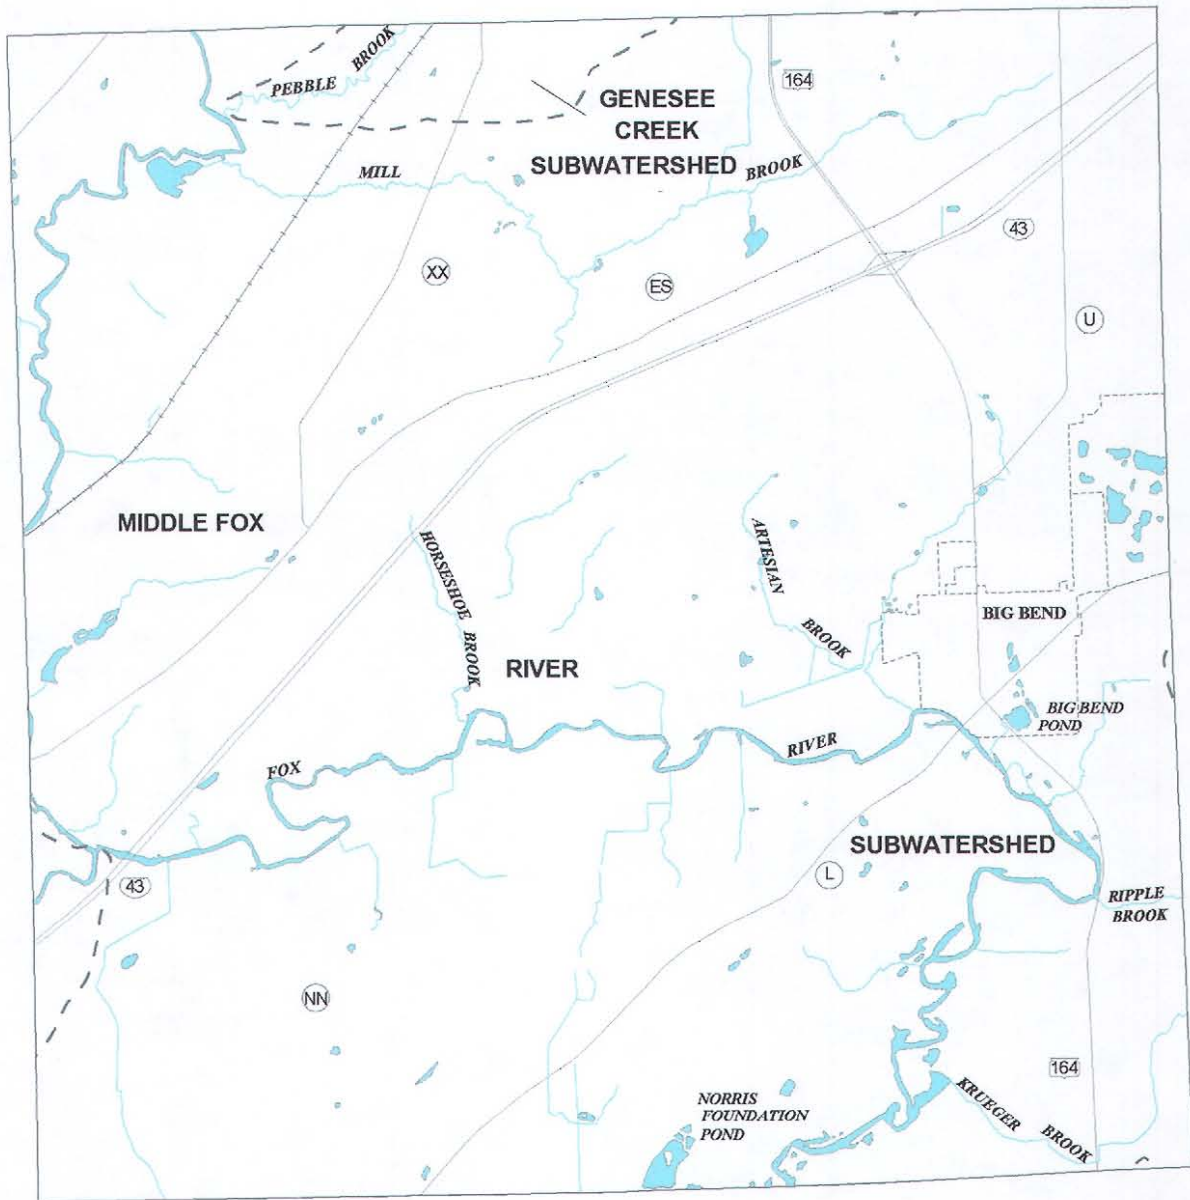 PEBBLE BROOK
164
GENESEE
CREEK
SUBWATERSHED
MILL BROOK
43
XX
ES
U
MIDDLE FOX
HORSESHOE BROOK
ARTESIAN
BROOK
BIG BEND
RIVER
BIG BEND
POND
FOX RIVER
SUBWATERSHED
L
43
RIPPLE
BROOK
NN
164
NORRIS
FOUNDATION
POND
KRUEGER BROOK